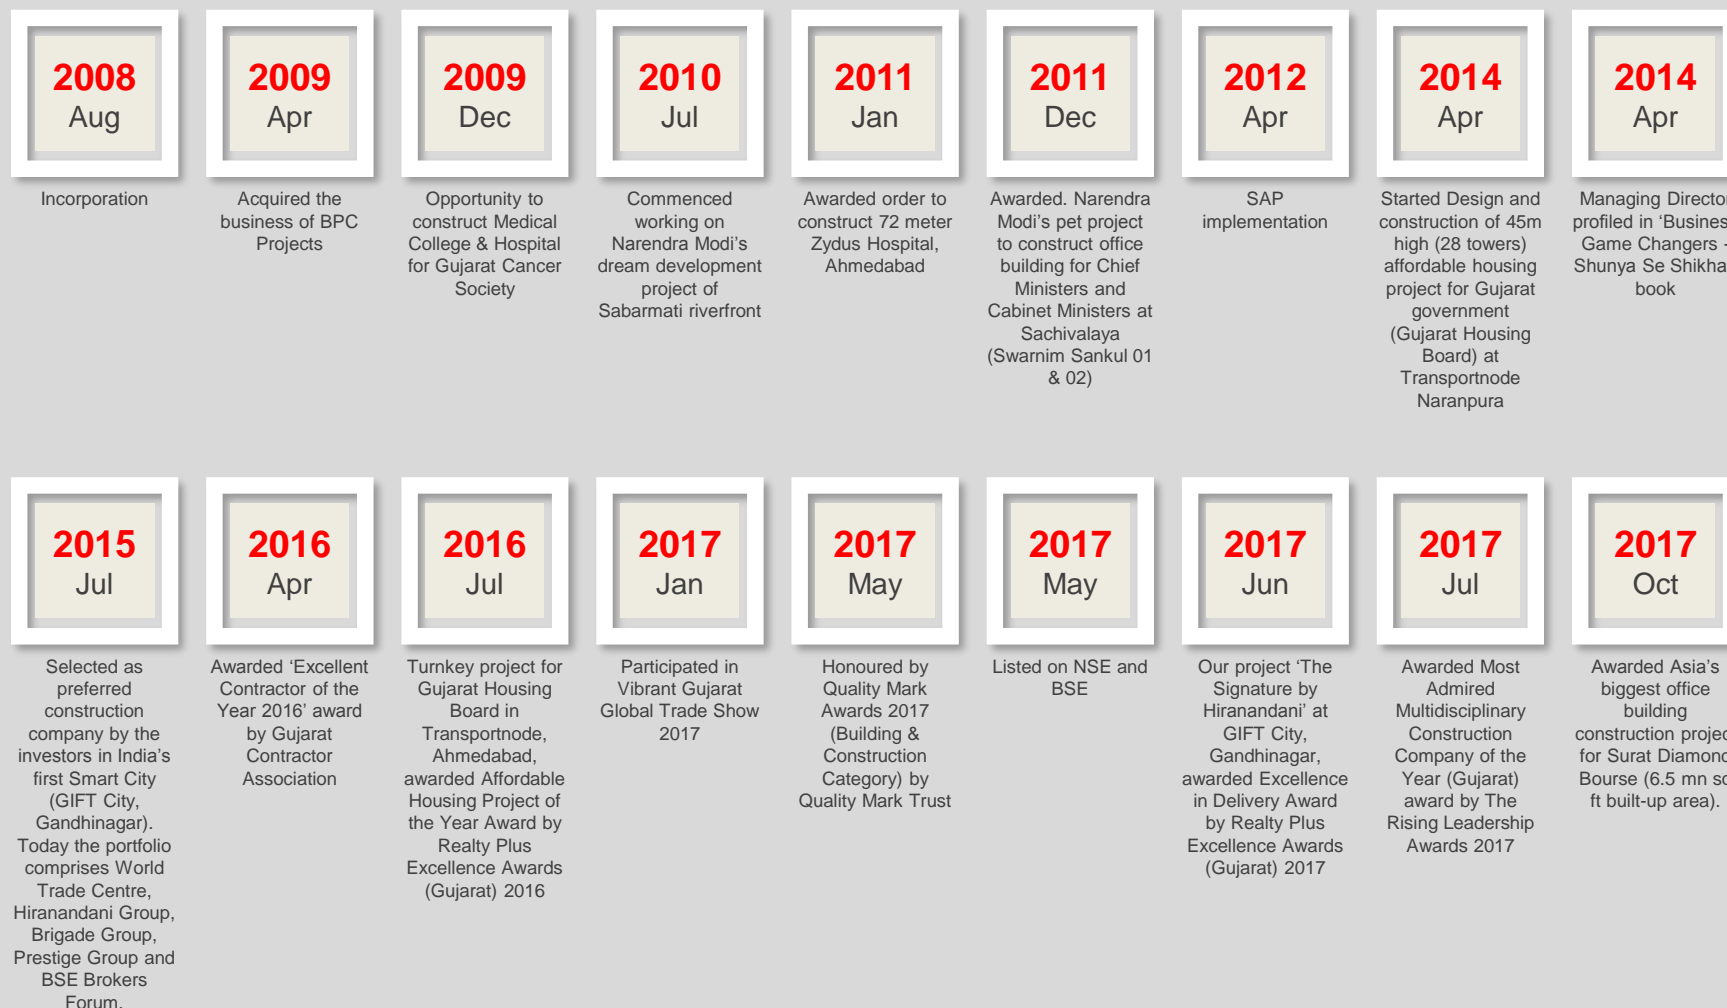 2008
Aug
Incorporation
2009
Apr
Acquired the
business of BPC
Projects
2009
Dec
Opportunity to
construct Medical
College & Hospital
for Gujarat Cancer
Society
2010
Jul
Commenced
working on
Narendra Modi's
dream development
project of
Sabarmati riverfront
2011
Jan
Awarded order to
construct 72 meter
Zydus Hospital,
Ahmedabad
2011
Dec
Awarded. Narendra
Modi's pet project
to construct office
building for Chief
Ministers and
Cabinet Ministers at
Sachivalaya
(Swarnim Sankul 01
& 02)
2012
Apr
SAP
implementation
2014
Apr
Started Design and
construction of 45m
high (28 towers)
affordable housing
project for Gujarat
government
(Gujarat Housing
Board) at
Transportnode
Naranpura
2014
Apr
Managing
profiled in
Game Changers -
Shunya Se
book
2015
Jul
Selected as
preferred
construction
company by the
investors in India's
first Smart City
(GIFT City,
Gandhinagar).
Today the portfolio
comprises World
Trade Centre,
Hiranandani Group,
Brigade Group,
Prestige Group and
BSE Brokers
Forum.
2016
Apr
Awarded 'Excellent
Contractor of the
Year 2016' award
by Gujarat
Contractor
Association
2016
Jul
Turnkey project for
Gujarat Housing
Board in
Transportnode,
Ahmedabad,
awarded Affordable
Housing Project of
the Year Award by
Realty Plus
Excellence Awards
(Gujarat) 2016
2017
Jan
Participated in
Vibrant Gujarat
Global Trade Show
2017
2017
May
Honoured by
Quality Mark
Awards 2017
(Building &
Construction
Category) by
Quality Mark Trust
2017
May
Listed on NSE and
BSE
2017
Jun
Our project 'The
Signature by
Hiranandani' at
GIFT City,
Gandhinagar,
awarded Excellence
in Delivery Award
by Realty Plus
Excellence Awards
(Gujarat) 2017
2017
Jul
Awarded Most
Admired
Multidisciplinary
Construction
Company of the
Year (Gujarat)
award by The
Rising Leadership
Awards 2017
2017
Oct
Awarded Asia's
biggest office
building
construction
for Surat
Bourse (6.5 mn
ft built-up area).